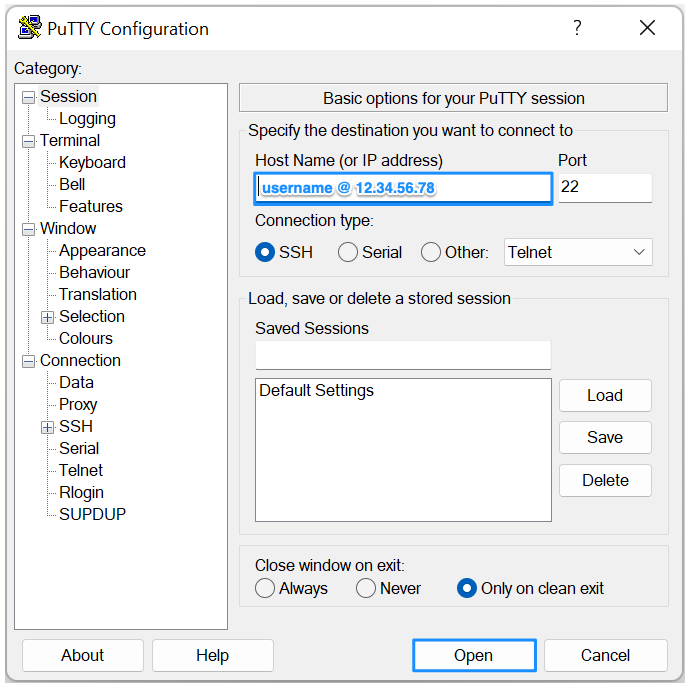 PuTTY Configuration
?
Category:
Session
Logging
Terminal
Keyboard
Bell
Features
Window
Appearance
Behaviour
Translation
Selection
Colours
Connection
Data
Proxy
SSH
Serial
Telnet
Rlogin
SUPDUP
Basic options for your PuTTY session
Specify the destination you want to connect to
Host Name (or IP address) Port
username @ 12.34.56.78 22
Connection type:
SSH Serial Other: Telnet
Load, save or delete a stored session
Saved Sessions
Default Settings
Load
Save
Delete
Close window on exit:
Always Never Only on clean exit
About Help Open Cancel